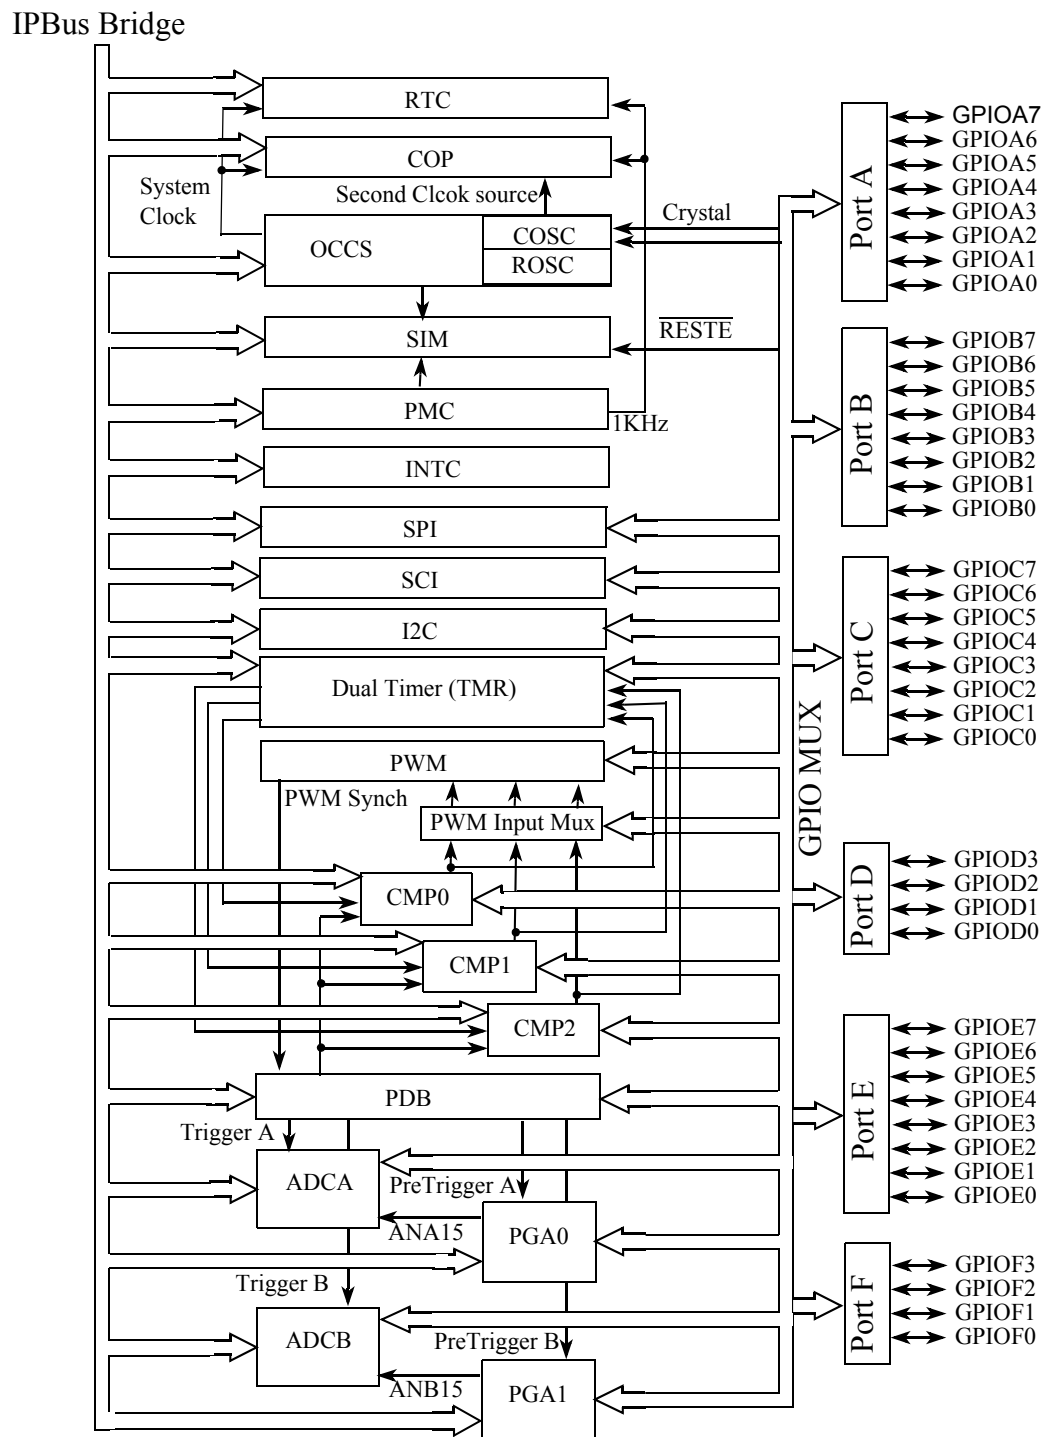 IPBus Bridge
RTC
COP
System
Clock
Second Clcok source
OCCS
COSC
ROSC
Crystal
SIM
RESTE
PMC
1KHz
INTC
SPI
SCI
I2C
Dual Timer (TMR)
PWM
PWM Synch
PWM Input Mux
CMP0
CMP1
CMP2
PDB
Trigger A
ADCA
PreTrigger A
ANA15
PGA0
Trigger B
ADCB
PreTrigger B
ANB15
PGA1
GPIO MUX
Port A
GPIOA7
GPIOA6
GPIOA5
GPIOA4
GPIOA3
GPIOA2
GPIOA1
GPIOA0
Port B
GPIOB7
GPIOB6
GPIOB5
GPIOB4
GPIOB3
GPIOB2
GPIOB1
GPIOB0
Port C
GPIOC7
GPIOC6
GPIOC5
GPIOC4
GPIOC3
GPIOC2
GPIOC1
GPIOC0
Port D
GPIOD3
GPIOD2
GPIOD1
GPIOD0
Port E
GPIOE7
GPIOE6
GPIOE5
GPIOE4
GPIOE3
GPIOE2
GPIOE1
GPIOE0
Port F
GPIOF3
GPIOF2
GPIOF1
GPIOF0